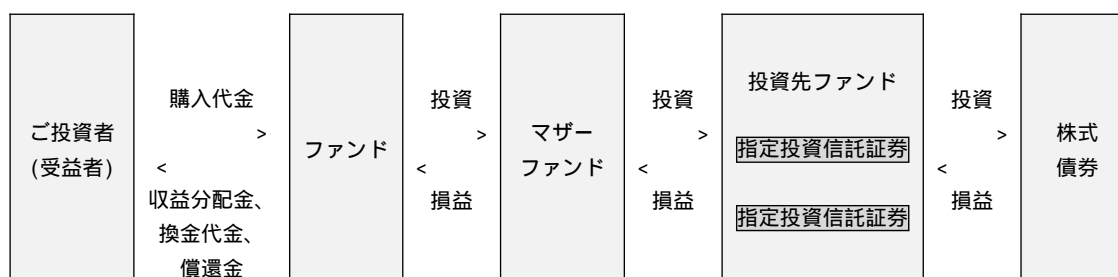 ご投資者
(受益者)
購入代金
>
<
収益分配金、
換金代金、
償還金
ファンド
投資
>
<
損益
マザー
ファンド
投資
>
<
損益
投資先ファンド
指定投資信託証券
指定投資信託証券
投資
>
<
損益
株式
債券